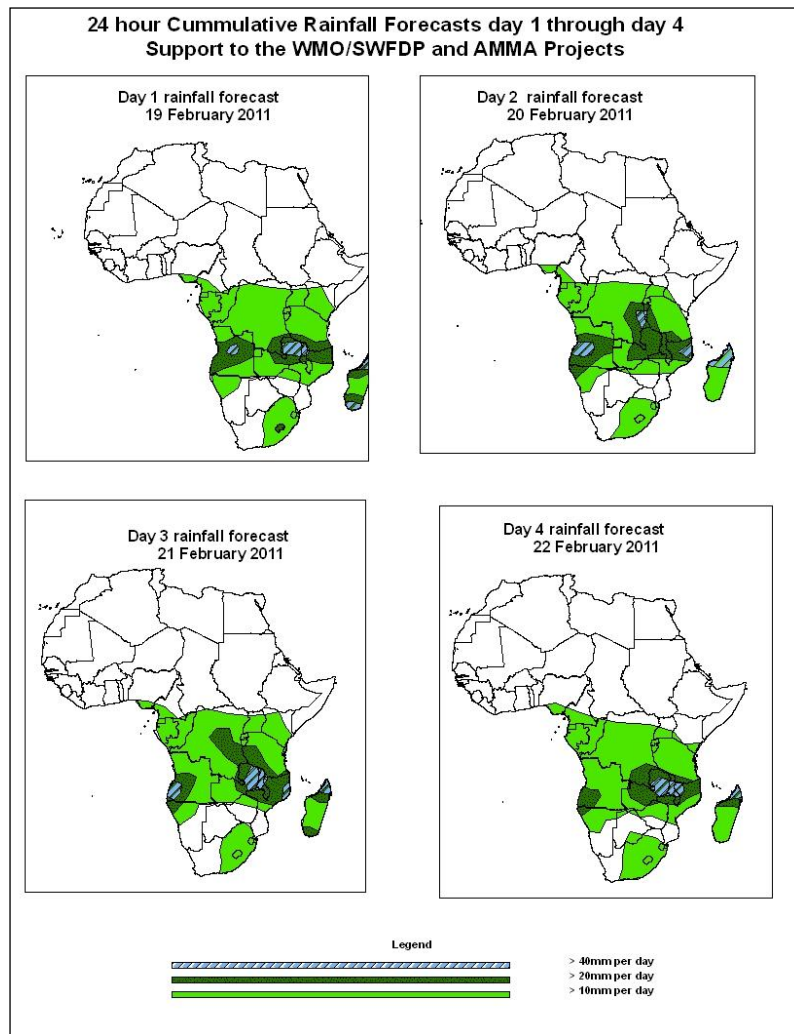 24 hour Cummulative Rainfall Forecasts day 1 through day 4
Support to the WMO/SWFDP and AMMA Projects
Day 1 rainfall forecast
19 February 2011
Day 2 rainfall forecast
20 February 2011
Day 3 rainfall forecast
21 February 2011
Day 4 rainfall forecast
22 February 2011
Legend
> 40mm per day
> 20mm per day
> 10mm per day